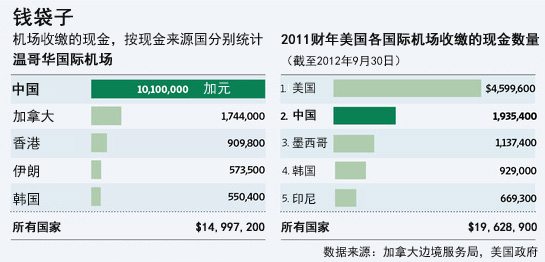 钱袋子
机场收缴的现金，按现金来源国分别统计
温哥华国际机场
中国 10,100,000 加元
加拿大 1,744,000
香港 909,800
伊朗 573,500
韩国 550,400
所有国家 $14,997,200
2011财年美国各国际机场收缴的现金数量
（截至2012年9月30日）
1. 美国 $4,599,600
2. 中国 1,935,400
3. 墨西哥 1,137,400
4. 韩国 929,000
5. 印尼 669,300
所有国家 $19,628,900
数据来源：加拿大边境服务局，美国政府